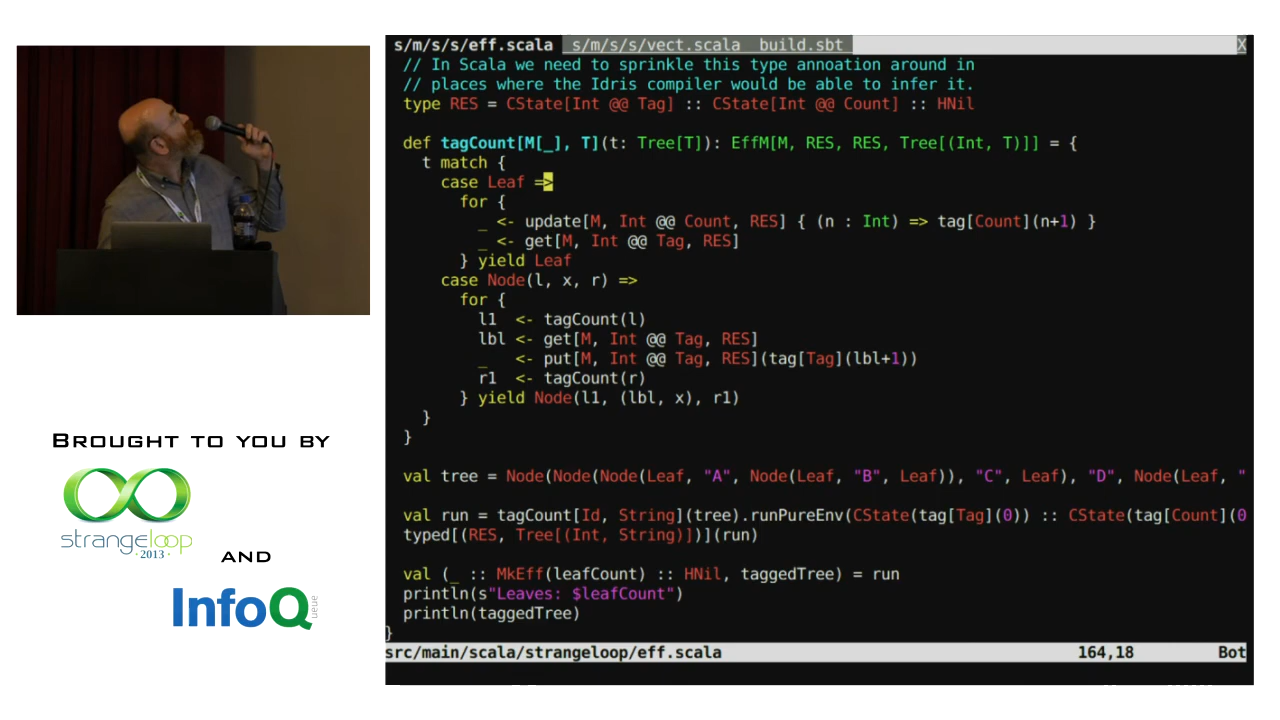 s/m/s/s/eff.scala  s/m/s/s/vect.scala  build.sbt  X
// In Scala we need to sprinkle this type annoation around in
// places where the Idris compiler would be able to infer it.
type RES = CState[Int @@ Tag] :: CState[Int @@ Count] :: HNil
def tagCount[M[_], T](t: Tree[T]): EffM[M, RES, RES, Tree[(Int, T)]] = {
t match {
case Leaf =>
for {
_ <- update[M, Int @@ Count, RES] { (n : Int) => tag[Count](n+1) }
_ <- get[M, Int @@ Tag, RES]
} yield Leaf
case Node(l, x, r) =>
for {
l1  <- tagCount(l)
lbl <- get[M, Int @@ Tag, RES]
_   <- put[M, Int @@ Tag, RES](tag[Tag](lbl+1))
r1  <- tagCount(r)
} yield Node(l1, (lbl, x), r1)
}
}
val tree = Node(Node(Node(Leaf, "A", Node(Leaf, "B", Leaf)), "C", Leaf), "D", Node(Leaf, "
val run = tagCount[Id, String](tree).runPureEnv(CState(tag[Tag](0)) :: CState(tag[Count](0
typed[(RES, Tree[(Int, String)])](run)
val (_ :: MkEff(leafCount) :: HNil, taggedTree) = run
println(s"Leaves: $leafCount")
println(taggedTree)
}
src/main/scala/strangeloop/eff.scala  164,18  Bot
BROUGHT TO YOU BY
strangeloop
· 2013 ·
AND
InfoQ